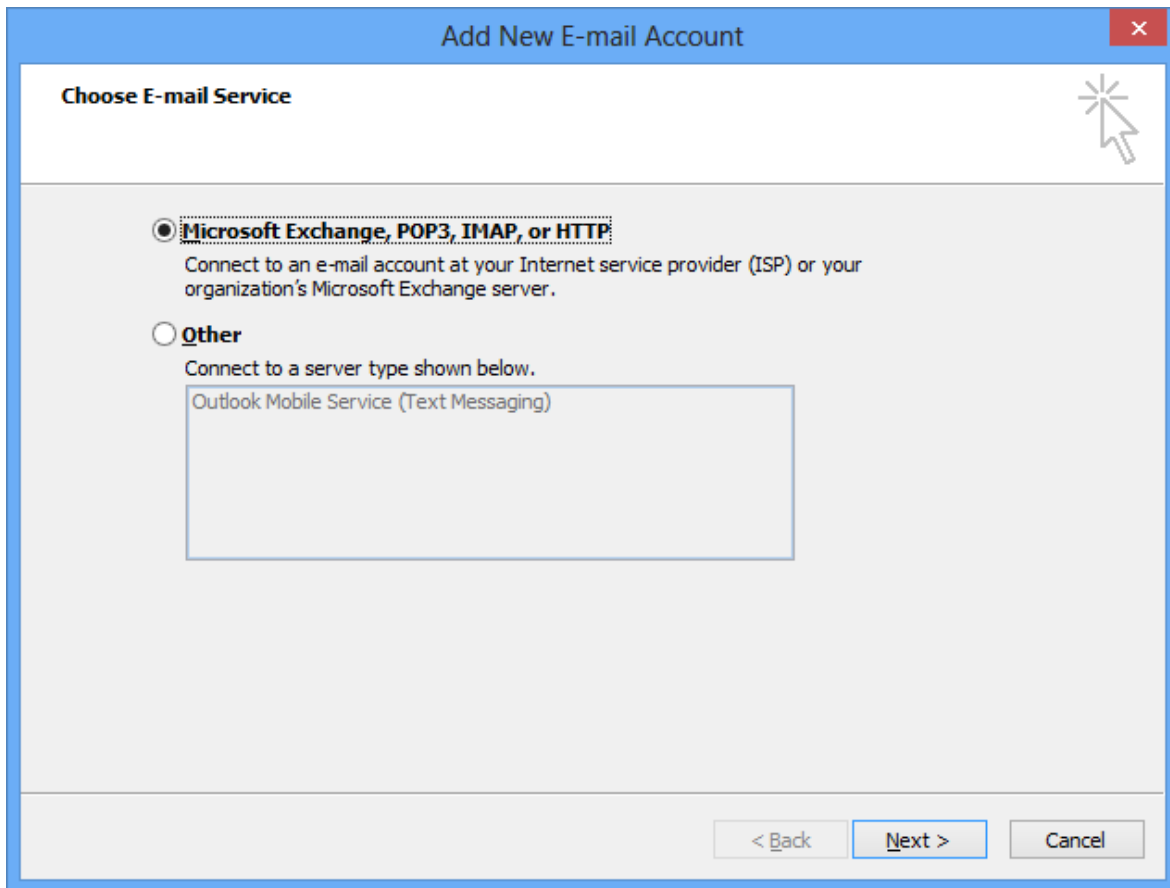 Add New E-mail Account
Choose E-mail Service
Microsoft Exchange, POP3, IMAP, or HTTP
Connect to an e-mail account at your Internet service provider (ISP) or your
organization's Microsoft Exchange server.
Other
Connect to a server type shown below.
Outlook Mobile Service (Text Messaging)
< Back Next > Cancel